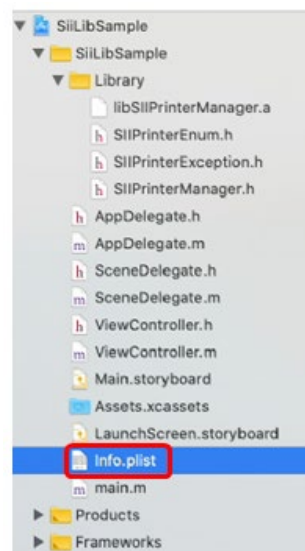 SiiLibSample
SiiLibSample
Library
libSIIPrinterManager.a
h SIIPrinterEnum.h
h SIIPrinterException.h
h SIIPrinterManager.h
h AppDelegate.h
m AppDelegate.m
h SceneDelegate.h
m SceneDelegate.m
h ViewController.h
m ViewController.m
Main.storyboard
Assets.xcassets
LaunchScreen.storyboard
Info.plist
m main.m
Products
Frameworks